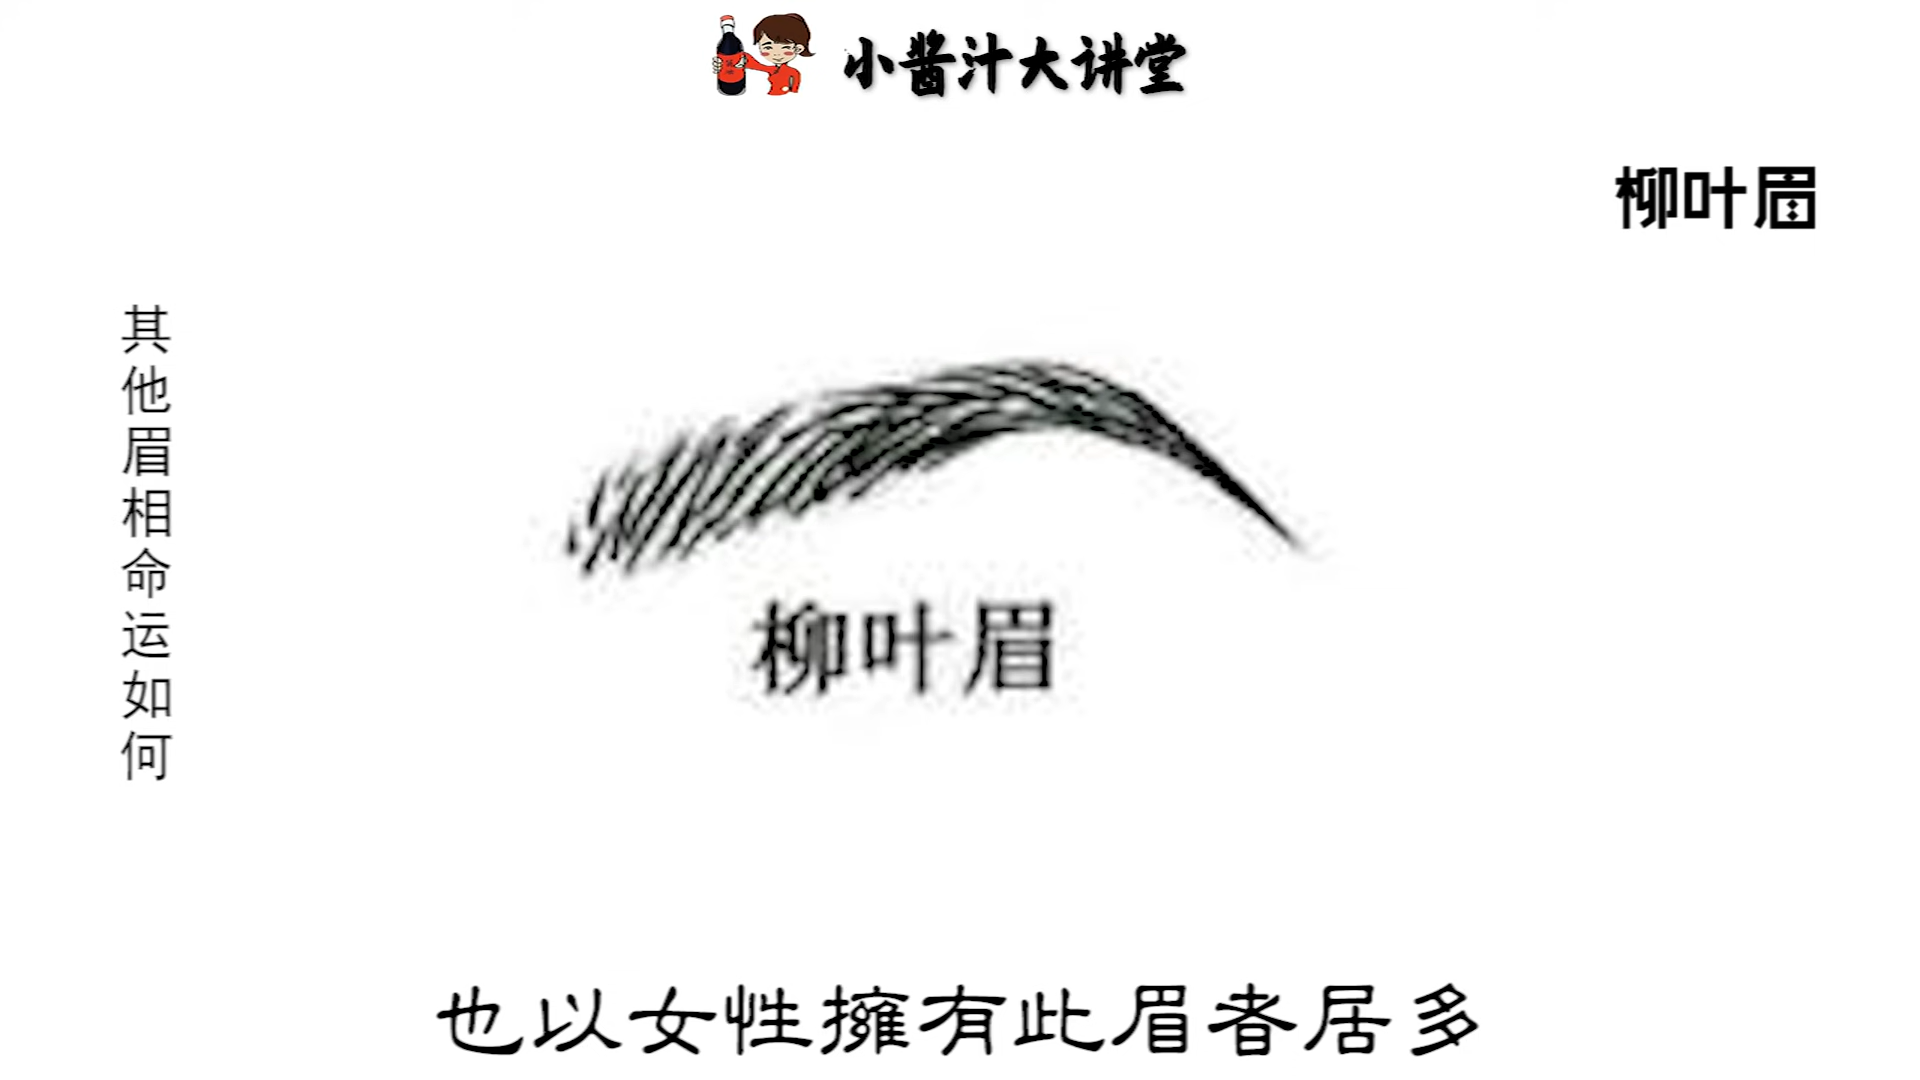 小酱汁大讲堂
柳叶眉
其他眉相命运如何
柳叶眉
也以女性擁有此眉者居多